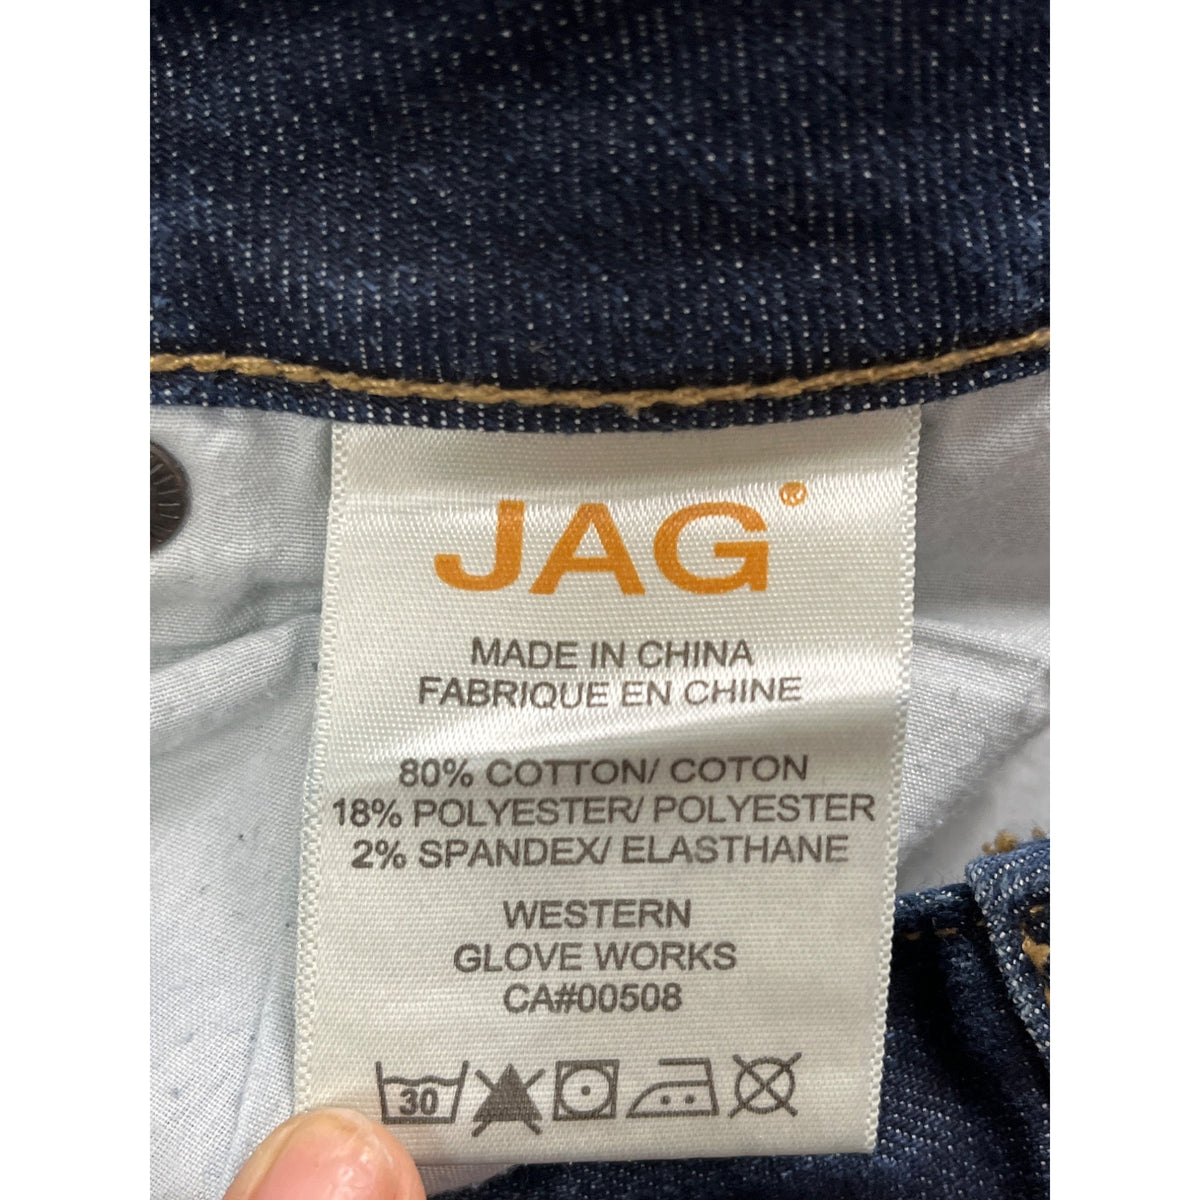 JAG®
MADE IN CHINA
FABRIQUE EN CHINE
80% COTTON/ COTON
18% POLYESTER/ POLYESTER
2% SPANDEX/ ELASTHANE
WESTERN
GLOVE WORKS
CA#00508
30